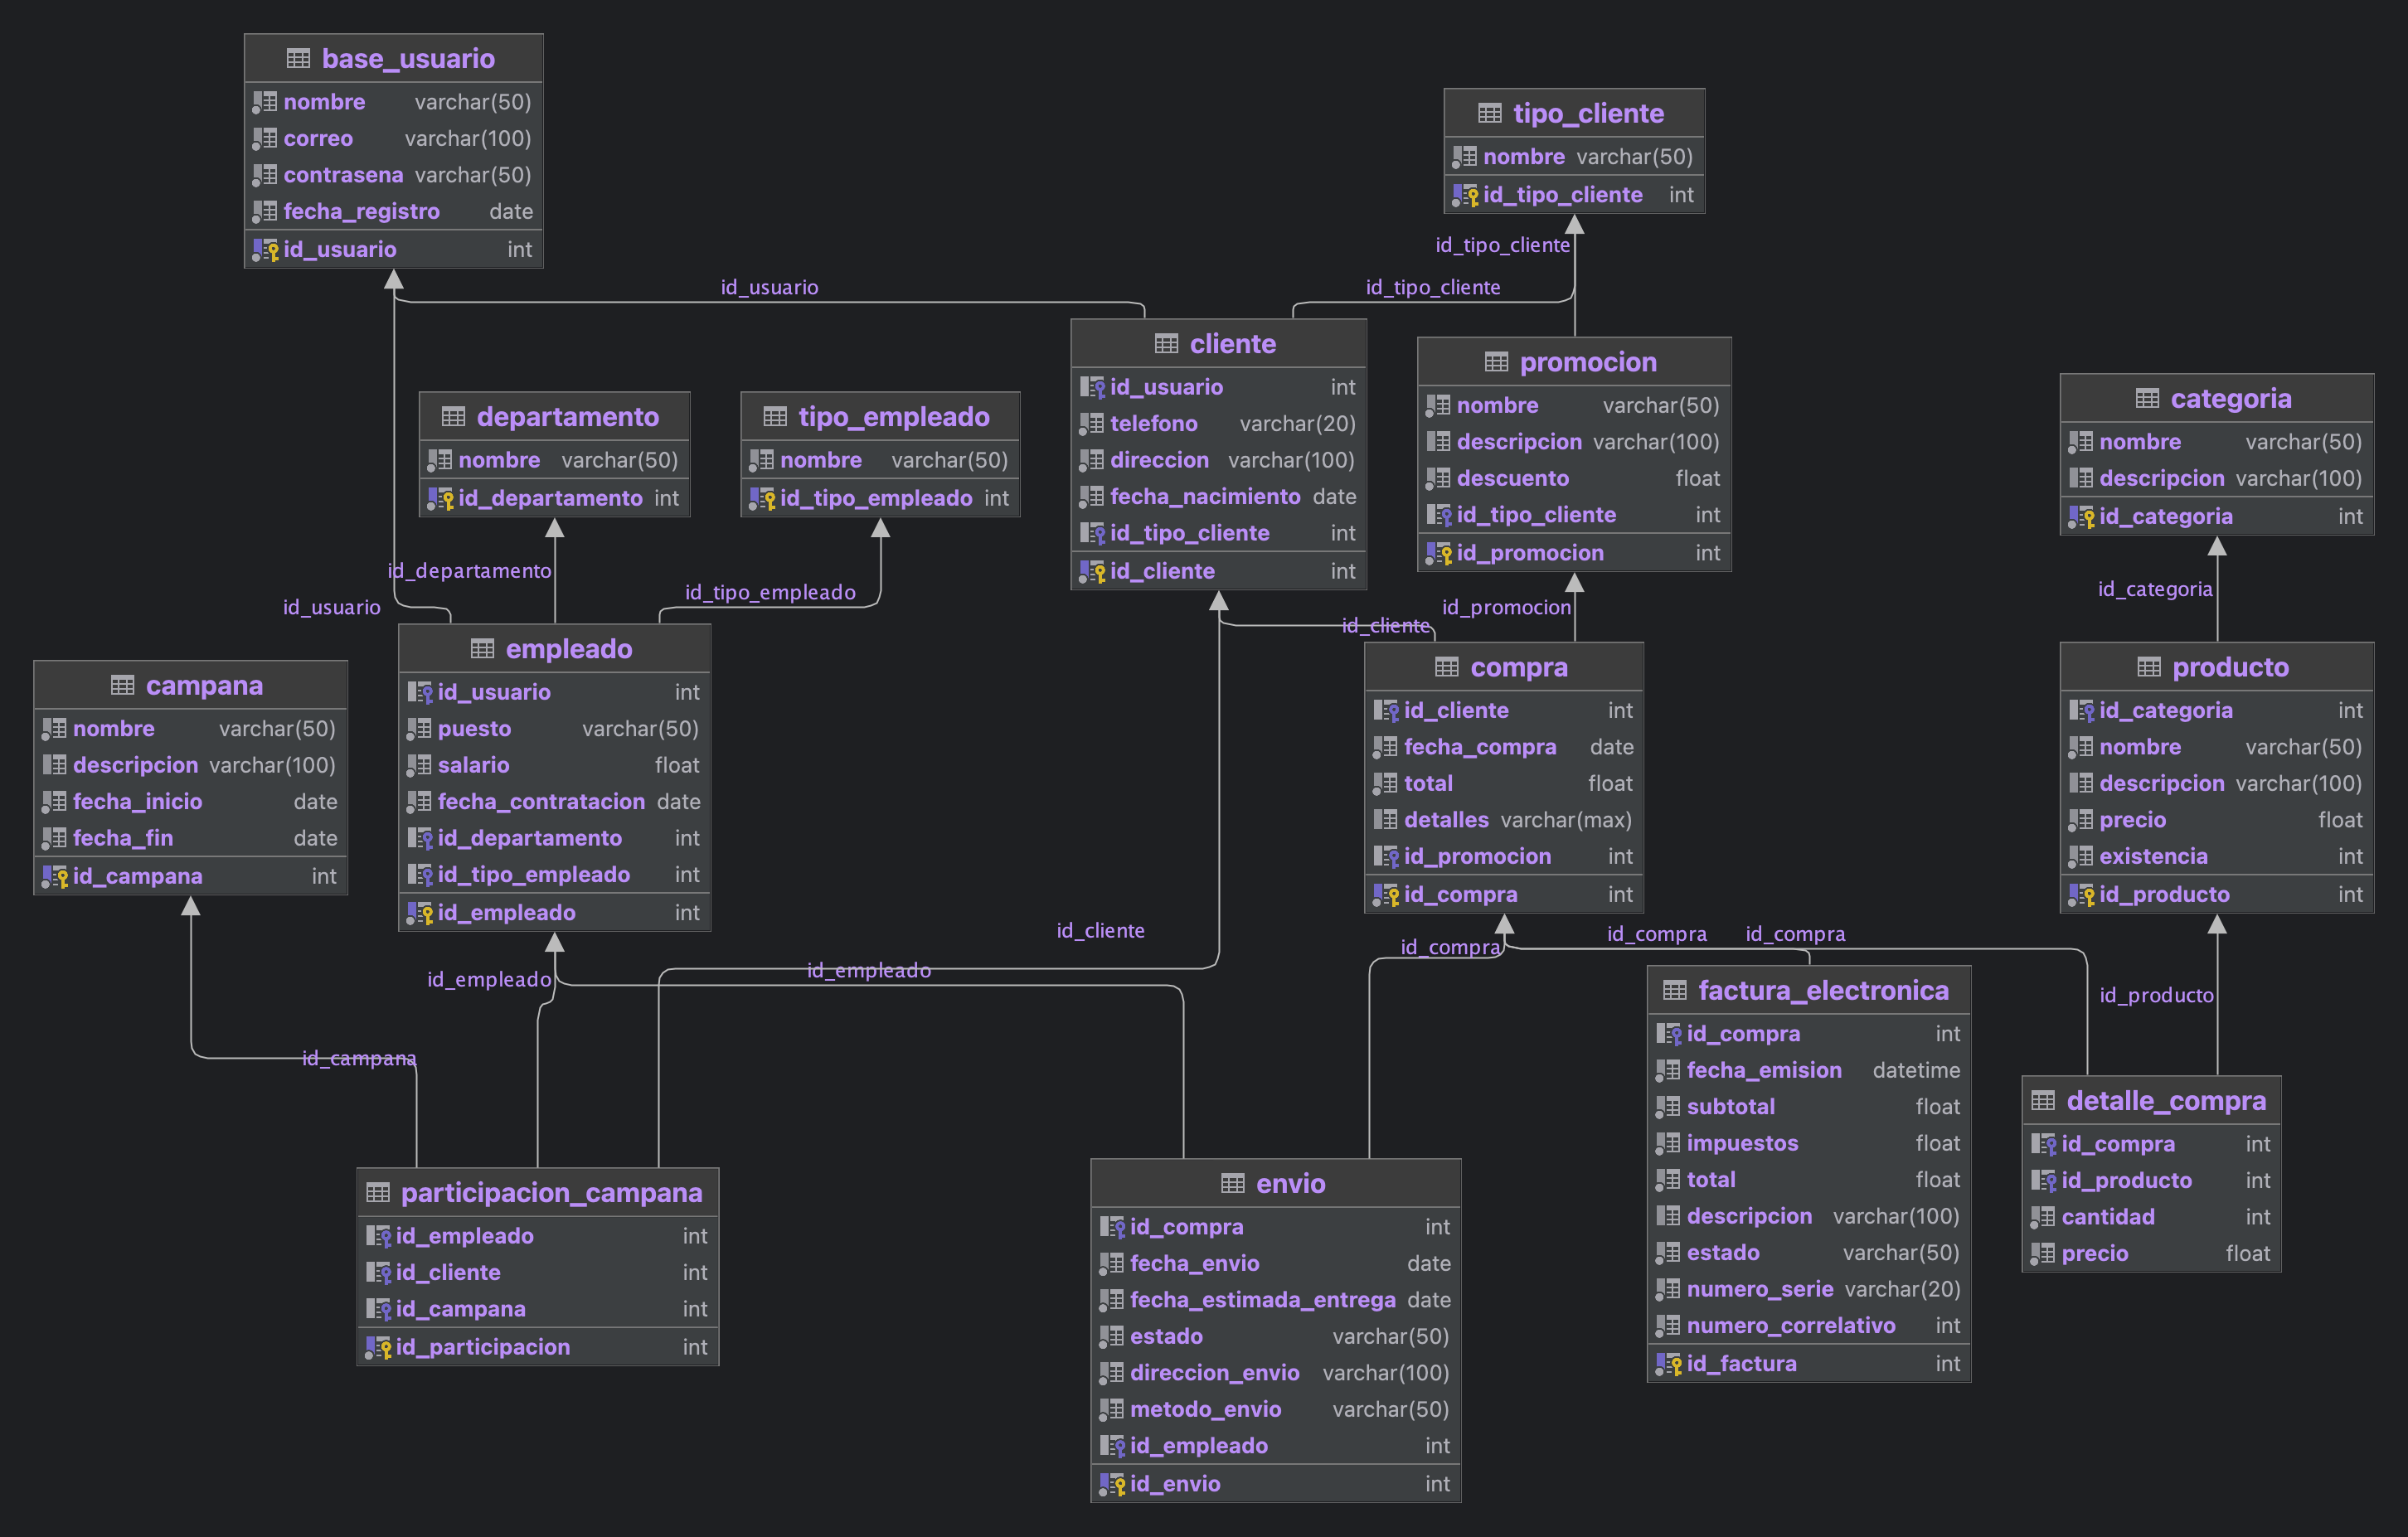 base_usuario
nombre varchar(50)
correo varchar(100)
contrasena varchar(50)
fecha_registro date
id_usuario int
tipo_cliente
nombre varchar(50)
id_tipo_cliente int
id_tipo_cliente
id_usuario
id_tipo_cliente
cliente
id_usuario int
telefono varchar(20)
direccion varchar(100)
fecha_nacimiento date
id_tipo_cliente int
id_cliente int
promocion
nombre varchar(50)
descripcion varchar(100)
descuento float
id_tipo_cliente int
id_promocion int
categoria
nombre varchar(50)
descripcion varchar(100)
id_categoria int
departamento
nombre varchar(50)
id_departamento int
tipo_empleado
nombre varchar(50)
id_tipo_empleado int
id_departamento
id_usuario
id_tipo_empleado
id_cliente
id_promocion
id_categoria
campana
nombre varchar(50)
descripcion varchar(100)
fecha_inicio date
fecha_fin date
id_campana int
empleado
id_usuario int
puesto varchar(50)
salario float
fecha_contratacion date
id_departamento int
id_tipo_empleado int
id_empleado int
compra
id_cliente int
fecha_compra date
total float
detalles varchar(max)
id_promocion int
id_compra int
producto
id_categoria int
nombre varchar(50)
descripcion varchar(100)
precio float
existencia int
id_producto int
id_cliente
id_compra
id_compra
id_compra
id_empleado
id_empleado
id_producto
id_campana
factura_electronica
id_compra int
fecha_emision datetime
subtotal float
impuestos float
total float
descripcion varchar(100)
estado varchar(50)
numero_serie varchar(20)
numero_correlativo int
id_factura int
detalle_compra
id_compra int
id_producto int
cantidad int
precio float
participacion_campana
id_empleado int
id_cliente int
id_campana int
id_participacion int
envio
id_compra int
fecha_envio date
fecha_estimada_entrega date
estado varchar(50)
direccion_envio varchar(100)
metodo_envio varchar(50)
id_empleado int
id_envio int